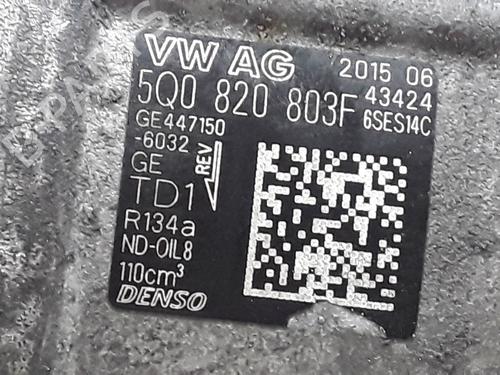 VW AG 2015 06
5Q0 820 803F 43424
6SES14C
GE447150
-6032
GE REV
TD1
R134a
ND-OIL8
110cm³
DENSO